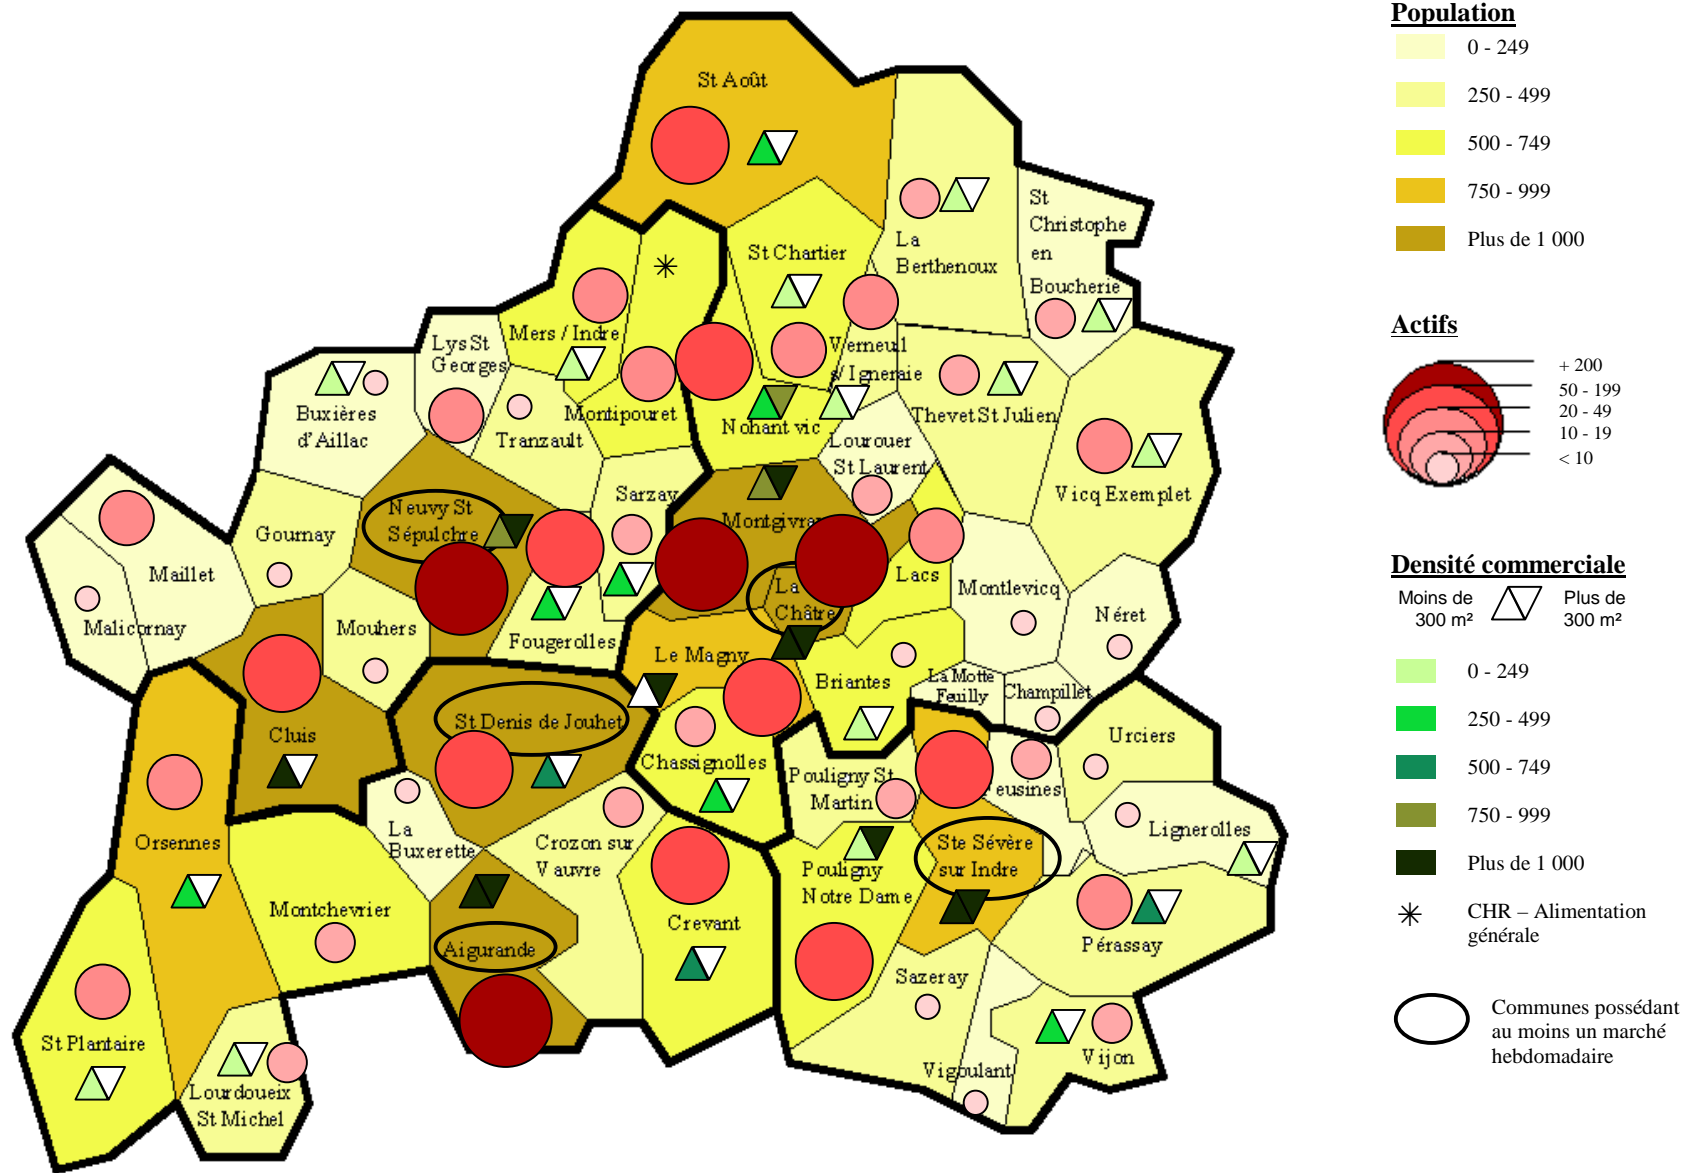 St Août
St
Christophe
en
Boucherie
La
Berthenoux
St Chartier
Mers / Indre
Lys St
Georges
Verneuil
s/ Igneraie
Buxières
d'Aillac
Tranzault
Montipouret
Nohant vic
Thevet St Julien
Lourouer
St Laurent
Vicq Exemplet
Sarzay
Neuvy St
Sépulchre
Gournay
Montgivray
Maillet
Lacs
Montlevicq
La
Châtre
Néret
Malicornay
Mouhers
Fougerolles
Le Magny
Briantes
La Motte
Feuilly
Champillet
St Denis de Jouhet
Cluis
Urciers
Chassignolles
Pouligny St
Martin
Feusines
Lignerolles
Orsennes
La
Buxerette
Crozon sur
Vauvre
Ste Sévère
sur Indre
Pouligny
Notre Dame
Montchevrier
Crevant
Pérassay
Aigurande
Sazeray
St Plantaire
Vijon
Vigoulant
Lourdoueix
St Michel
Population
0 - 249
250 - 499
500 - 749
750 - 999
Plus de 1 000
Actifs
+ 200
50 - 199
20 - 49
10 - 19
< 10
Densité commerciale
Moins de
300 m²
Plus de
300 m²
0 - 249
250 - 499
500 - 749
750 - 999
Plus de 1 000
CHR – Alimentation
générale
Communes possédant
au moins un marché
hebdomadaire